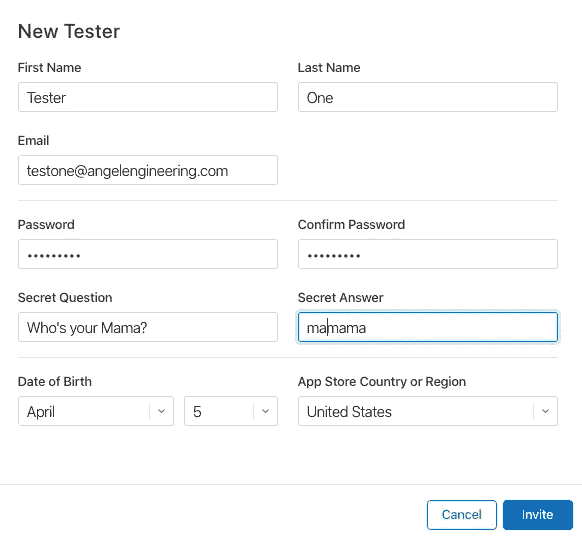 New Tester
First Name Last Name
Tester One
Email
testone@angelengineering.com
Password Confirm Password
••••••••• •••••••••
Secret Question Secret Answer
Who's your Mama? mamama
Date of Birth App Store Country or Region
April 5 United States
Cancel Invite